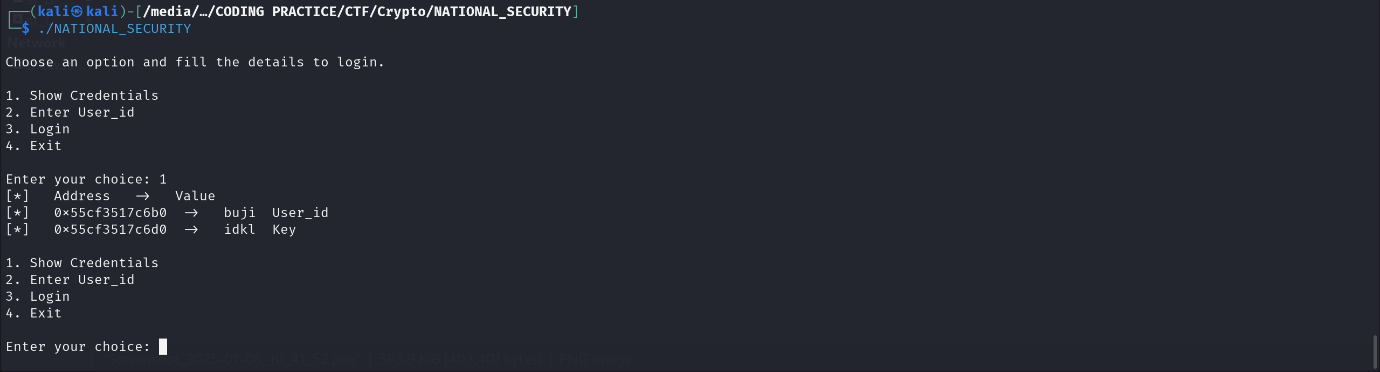 ┌──(kali㉿kali)-[/media/…/CODING PRACTICE/CTF/Crypto/NATIONAL_SECURITY]
└─$ ./NATIONAL_SECURITY
Network
Choose an option and fill the details to login.
1. Show Credentials
2. Enter User_id
3. Login
4. Exit
Enter your choice: 1
[*]   Address   →   Value
[*]   0×55cf3517c6b0  →   buji  User_id
[*]   0×55cf3517c6d0  →   idkl  Key
1. Show Credentials
2. Enter User_id
3. Login
4. Exit
Enter your choice: